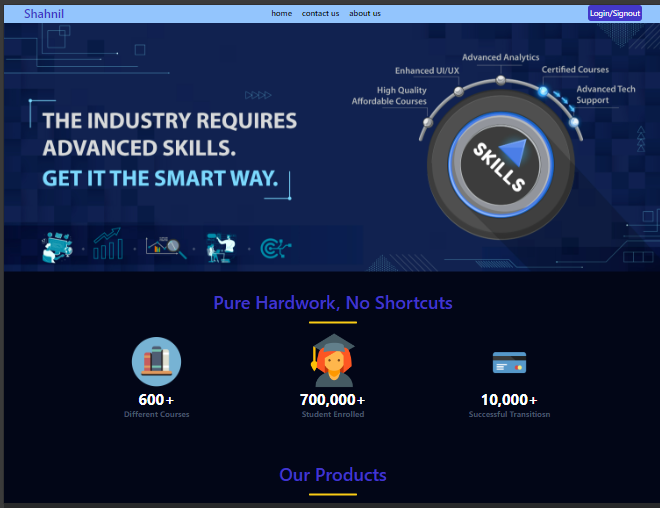 Shahnil
home contact us about us
Login/Signout
Advanced Analytics
Enhanced UI/UX
Certified Courses
High Quality
Affordable Courses
Advanced Tech
Support
THE INDUSTRY REQUIRES
ADVANCED SKILLS.
GET IT THE SMART WAY.
SKILLS
Pure Hardwork, No Shortcuts
600+
Different Courses
700,000+
Student Enrolled
10,000+
Successful Transitiosn
Our Products